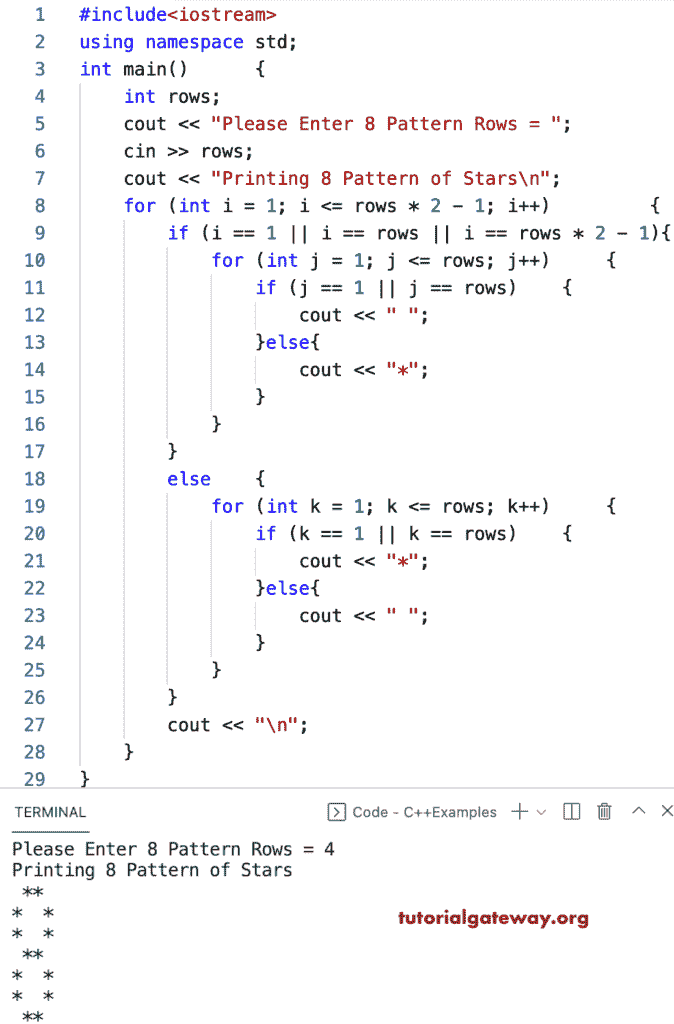 1 #include<iostream>
2 using namespace std;
3 int main()      {
4     int rows;
5     cout << "Please Enter 8 Pattern Rows = ";
6     cin >> rows;
7     cout << "Printing 8 Pattern of Stars\n";
8     for (int i = 1; i <= rows * 2 - 1; i++)         {
9         if (i == 1 || i == rows || i == rows * 2 - 1){
10             for (int j = 1; j <= rows; j++)     {
11                 if (j == 1 || j == rows)    {
12                     cout << " ";
13                 }else{
14                     cout << "*";
15                 }
16             }
17         }
18         else    {
19             for (int k = 1; k <= rows; k++)     {
20                 if (k == 1 || k == rows)    {
21                     cout << "*";
22                 }else{
23                     cout << " ";
24                 }
25             }
26         }
27         cout << "\n";
28     }
29 }
TERMINAL Code - C++Examples
Please Enter 8 Pattern Rows = 4
Printing 8 Pattern of Stars
 **
*  *
*  *
 **
*  *
*  *
 **
tutorialgateway.org